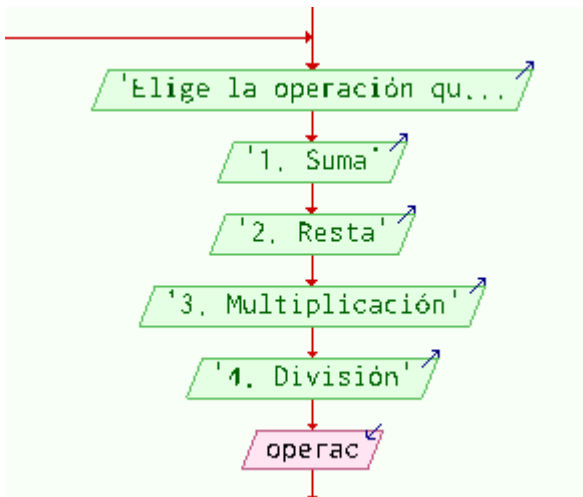 'Elige la operación qu...
'1. Suma'
'2. Resta'
'3. Multiplicación'
'4. División'
operac